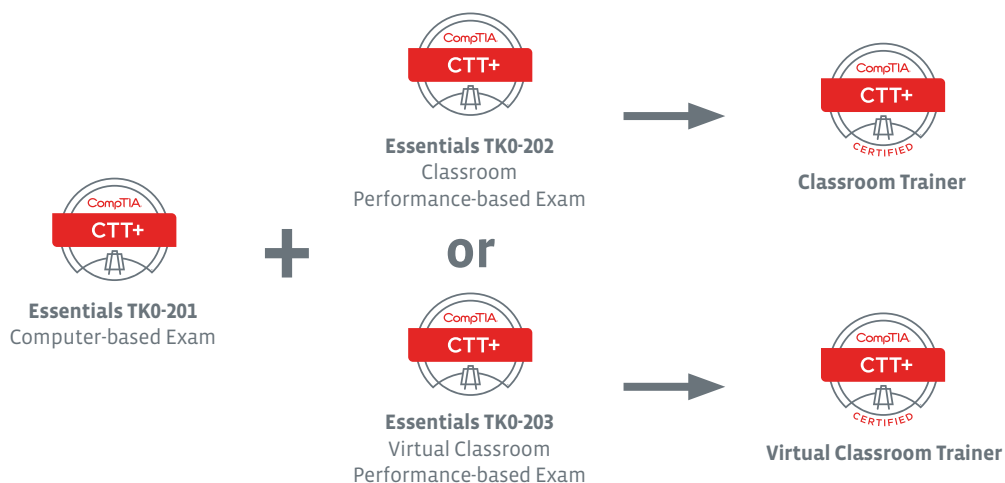 CompTIA
CTT+
Essentials TK0-201
Computer-based Exam
+
CompTIA
CTT+
Essentials TK0-202
Classroom
Performance-based Exam
or
CompTIA
CTT+
Essentials TK0-203
Virtual Classroom
Performance-based Exam
CompTIA
CTT+
CERTIFIED
Classroom Trainer
CompTIA
CTT+
CERTIFIED
Virtual Classroom Trainer